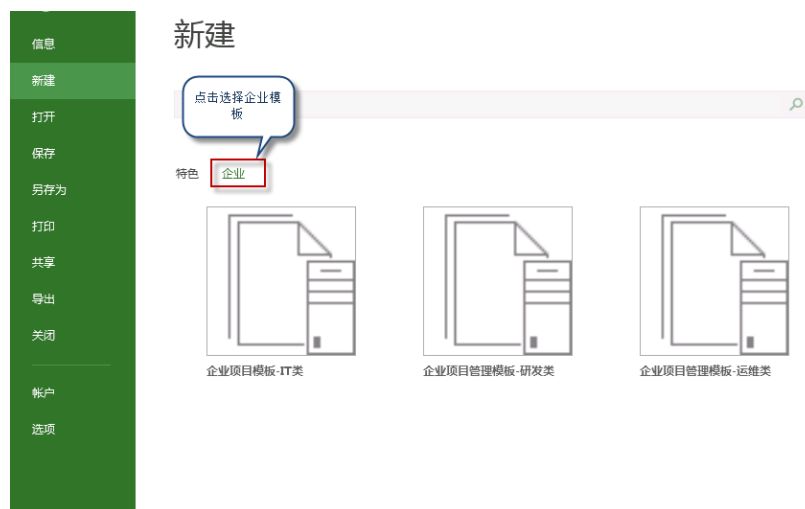 信息
新建
打开
保存
另存为
打印
共享
导出
关闭
帐户
选项
新建
点击选择企业模
板
特色 企业
企业项目模板-IT类
企业项目管理模板-研发类
企业项目管理模板-运维类